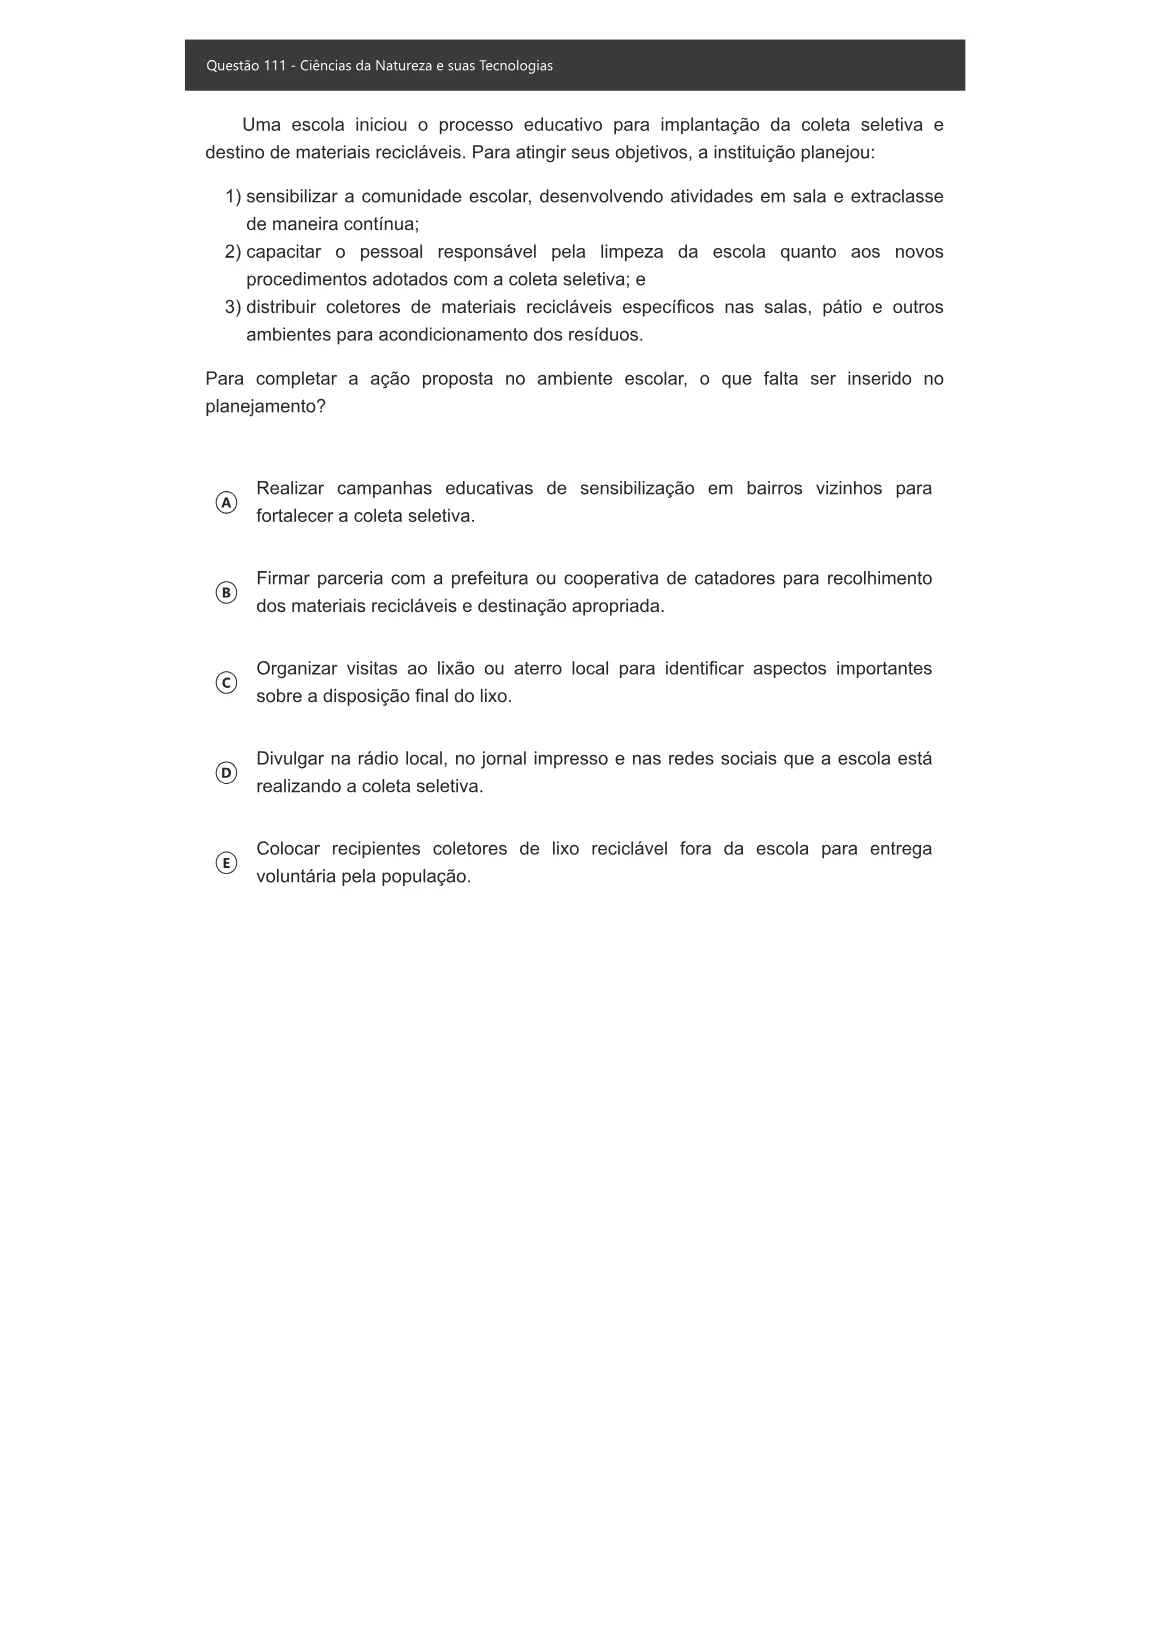 Questão 111 - Ciências da Natureza e suas Tecnologias
Uma escola iniciou o processo educativo para implantação da coleta seletiva e
destino de materiais recicláveis. Para atingir seus objetivos, a instituição planejou:
1) sensibilizar a comunidade escolar, desenvolvendo atividades em sala e extraclasse
de maneira contínua;
2) capacitar o pessoal responsável pela limpeza da escola quanto aos novos
procedimentos adotados com a coleta seletiva; e
3) distribuir coletores de materiais recicláveis específicos nas salas, pátio e outros
ambientes para acondicionamento dos resíduos.
Para completar a ação proposta no ambiente escolar, o que falta ser inserido no
planejamento?
A Realizar campanhas educativas de sensibilização em bairros vizinhos para
fortalecer a coleta seletiva.
B Firmar parceria com a prefeitura ou cooperativa de catadores para recolhimento
dos materiais recicláveis e destinação apropriada.
C Organizar visitas ao lixão ou aterro local para identificar aspectos importantes
sobre a disposição final do lixo.
D Divulgar na rádio local, no jornal impresso e nas redes sociais que a escola está
realizando a coleta seletiva.
E Colocar recipientes coletores de lixo reciclável fora da escola para entrega
voluntária pela população.